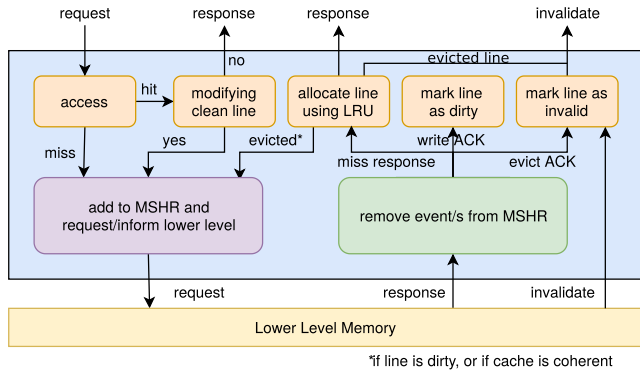 request
response
response
invalidate
no
evicted line
access
hit
modifying
clean line
allocate line
using LRU
mark line
as dirty
mark line as
invalid
miss
yes
evicted*
write ACK
miss response
evict ACK
add to MSHR and
request/inform lower level
remove event/s from MSHR
request
response
invalidate
Lower Level Memory
*if line is dirty, or if cache is coherent